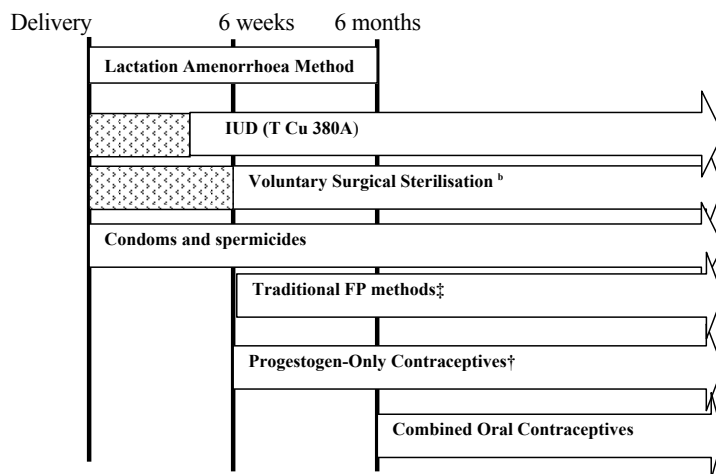 Delivery 6 weeks 6 months
Lactation Amenorrhoea Method
IUD (T Cu 380A)
Voluntary Surgical Sterilisation b
Condoms and spermicides
Traditional FP methods‡
Progestogen-Only Contraceptives†
Combined Oral Contraceptives